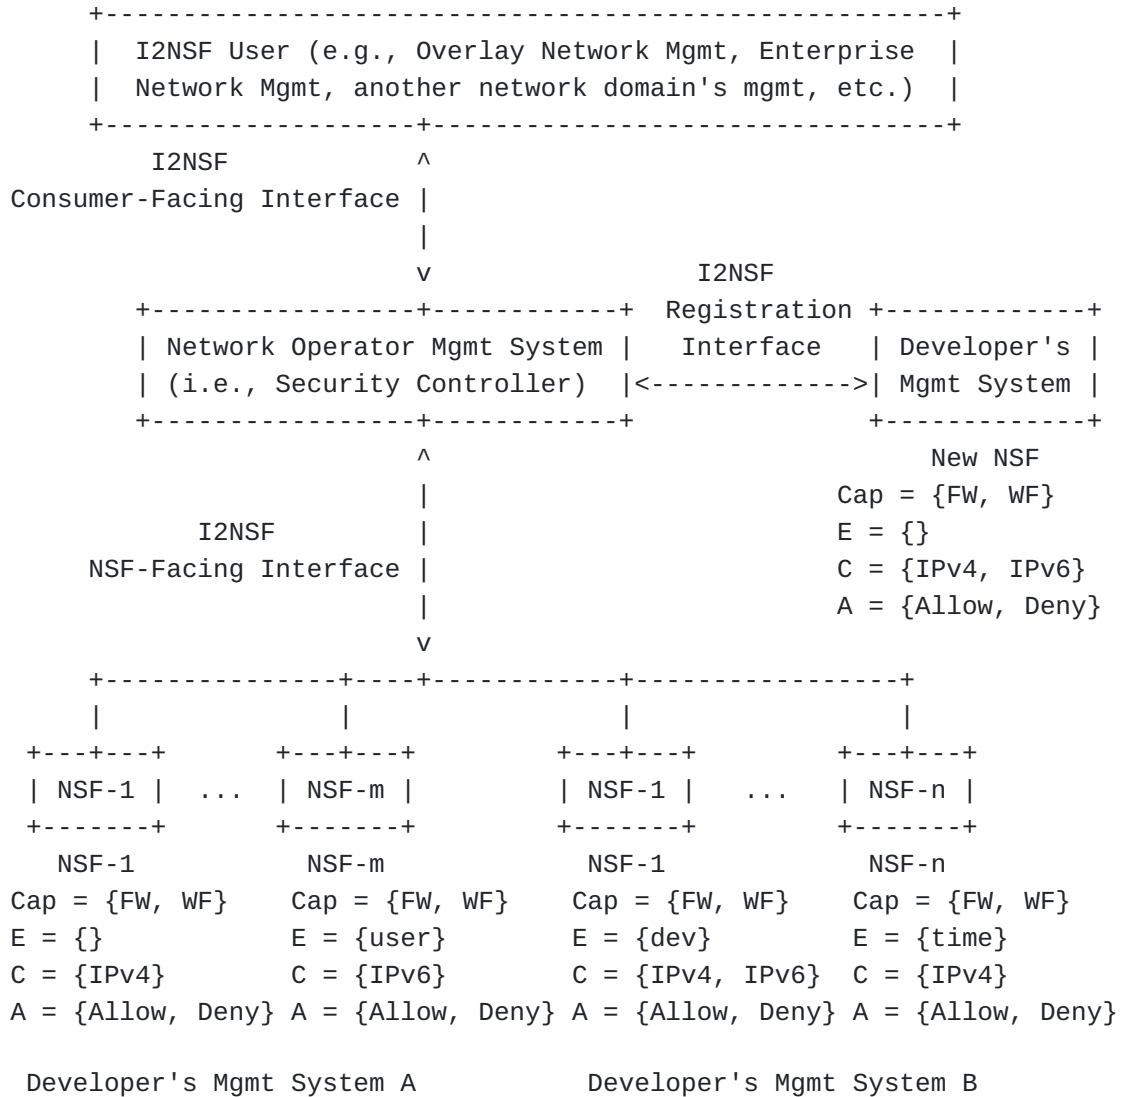 +------------------------------------------------------+
     |  I2NSF User (e.g., Overlay Network Mgmt, Enterprise  |
     |  Network Mgmt, another network domain's mgmt, etc.)  |
     +--------------------+---------------------------------+
         I2NSF            ^
Consumer-Facing Interface |
                          |
                          v                 I2NSF
        +-----------------+------------+  Registration +-------------+
        | Network Operator Mgmt System |   Interface   | Developer's |
        | (i.e., Security Controller)  |<------------->| Mgmt System |
        +-----------------+------------+               +-------------+
                          ^                                New NSF
                          |                          Cap = {FW, WF}
            I2NSF         |                          E = {}
     NSF-Facing Interface |                          C = {IPv4, IPv6}
                          |                          A = {Allow, Deny}
                          v
     +---------------+----+------------+-----------------+
     |               |                 |                 |
 +---+---+       +---+---+         +---+---+         +---+---+
 | NSF-1 |  ...  | NSF-m |         | NSF-1 |   ...   | NSF-n |
 +-------+       +-------+         +-------+         +-------+
   NSF-1           NSF-m             NSF-1             NSF-n
Cap = {FW, WF}    Cap = {FW, WF}    Cap = {FW, WF}    Cap = {FW, WF}
E = {}            E = {user}        E = {dev}         E = {time}
C = {IPv4}        C = {IPv6}        C = {IPv4, IPv6}  C = {IPv4}
A = {Allow, Deny} A = {Allow, Deny} A = {Allow, Deny} A = {Allow, Deny}

 Developer's Mgmt System A           Developer's Mgmt System B